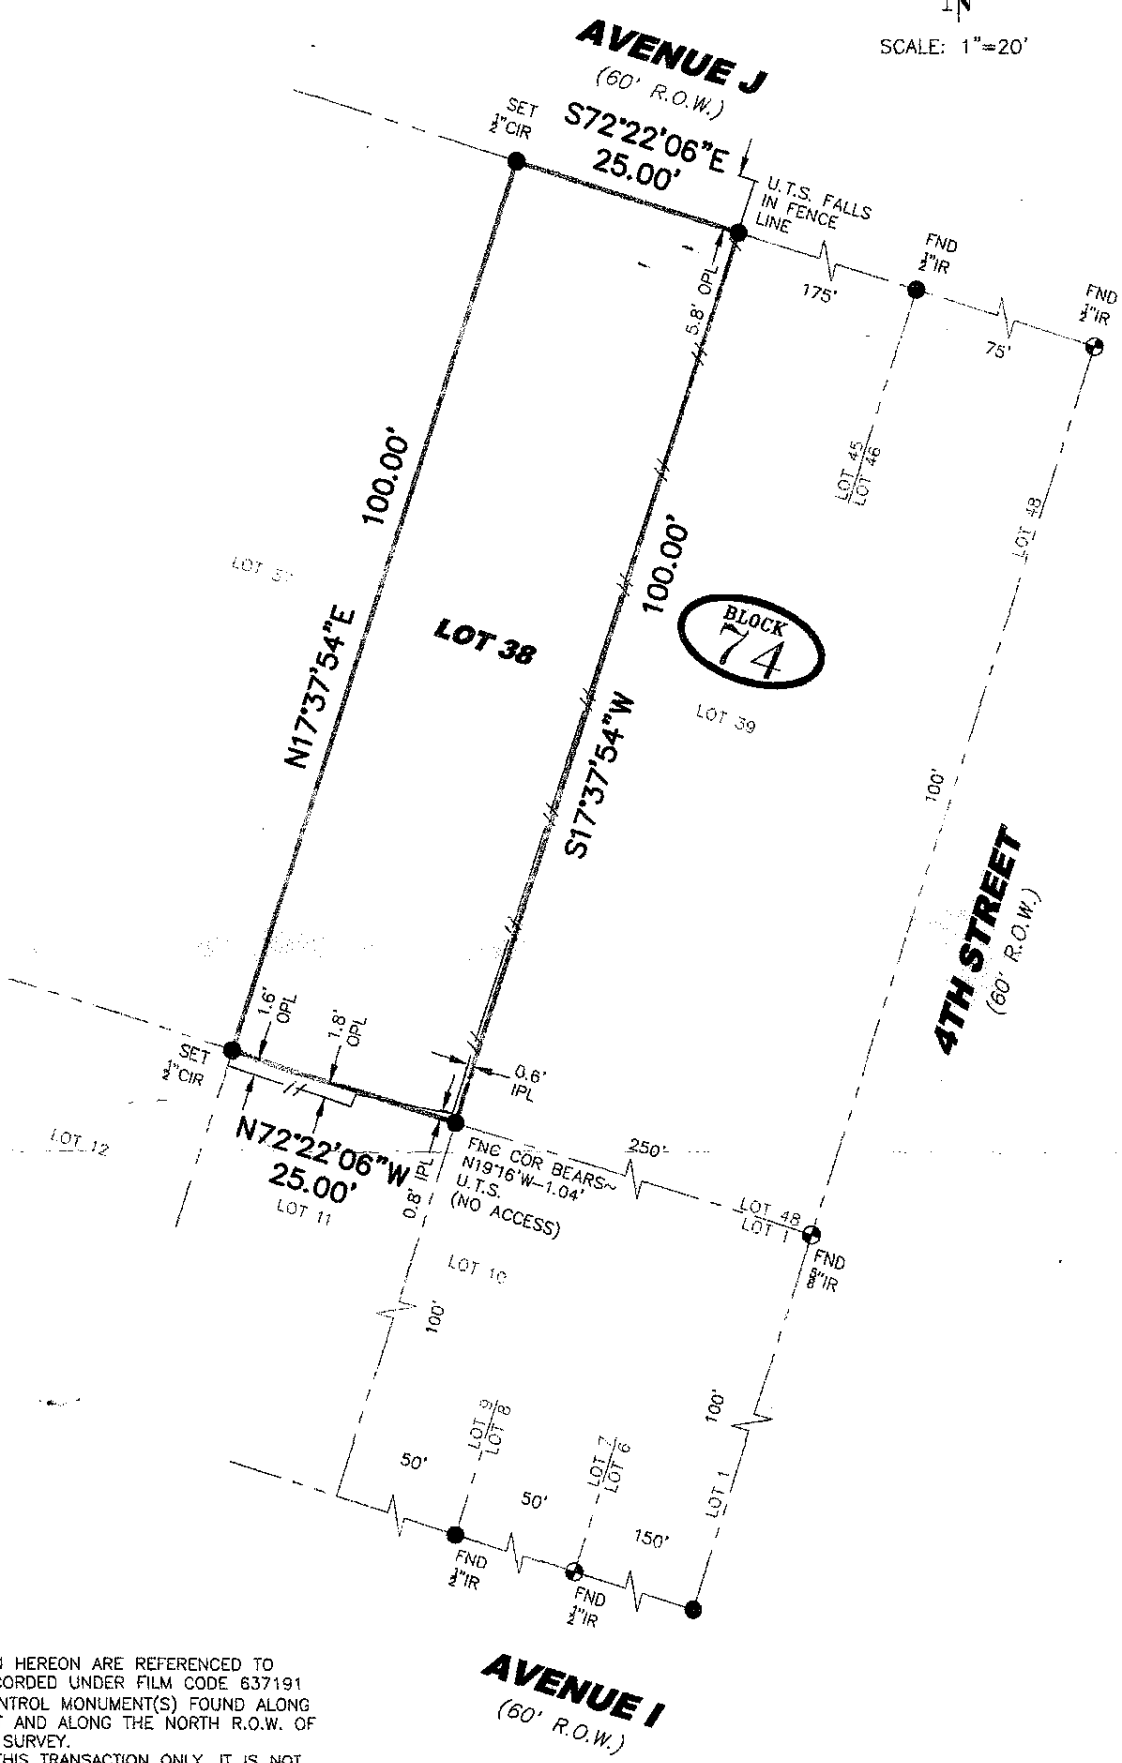 N
SCALE: 1"=20'
AVENUE J
(60' R.O.W.)
SET
1/2"CIR
S72°22'06"E
25.00'
U.T.S. FALLS
IN FENCE
LINE
FND
1/2"IR
FND
1/2"IR
175'
75'
5.8' OPL
LOT 45
LOT 46
LOT 48
100.00'
100.00'
BLOCK
74
LOT 38
LOT 39
N17°37'54"E
S17°37'54"W
100'
4TH STREET
(60' R.O.W.)
1.6'
OPL
1.8'
OPL
SET
1/2"CIR
0.6'
IPL
LOT 12
N72°22'06"W
25.00'
LOT 11
0.8' IPL
FNC COR BEARS~
N19°16'W-1.04'
U.T.S.
(NO ACCESS)
250'
LOT 48
LOT 1
FND
5/8"IR
LOT 10
100'
100'
LOT 9
LOT 8
LOT 7
LOT 6
LOT 1
50'
50'
150'
FND
1/2"IR
FND
1/2"IR
AVENUE I
(60' R.O.W.)
HEREON ARE REFERENCED TO
CORDED UNDER FILM CODE 637191
NTROL MONUMENT(S) FOUND ALONG
AND ALONG THE NORTH R.O.W. OF
SURVEY.
THIS TRANSACTION ONLY. IT IS NOT